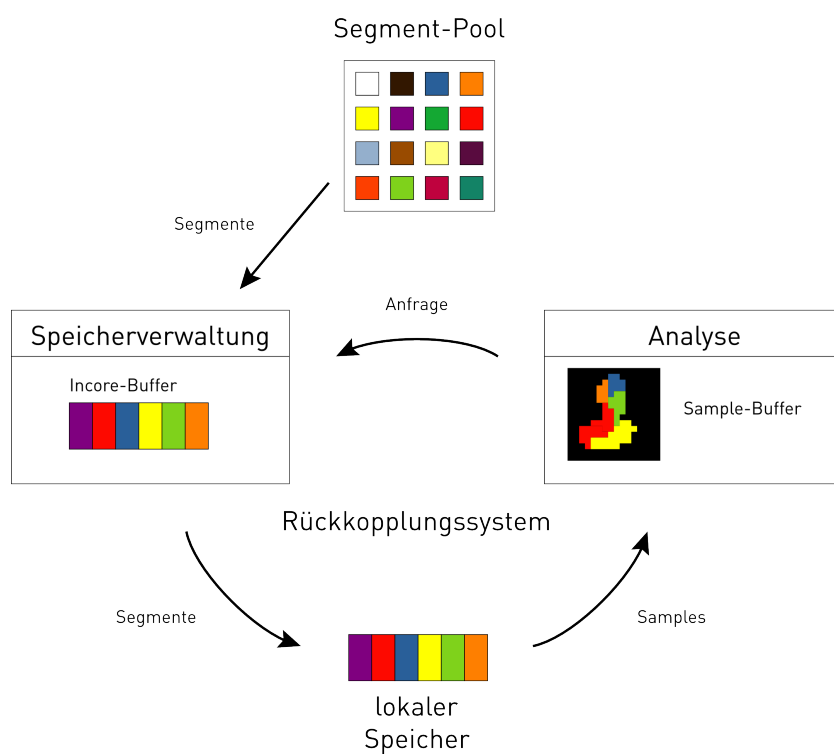 Segment-Pool
Segmente
Anfrage
Speicherverwaltung
Incore-Buffer
Analyse
Sample-Buffer
Rückkopplungssystem
Segmente
Samples
lokaler
Speicher